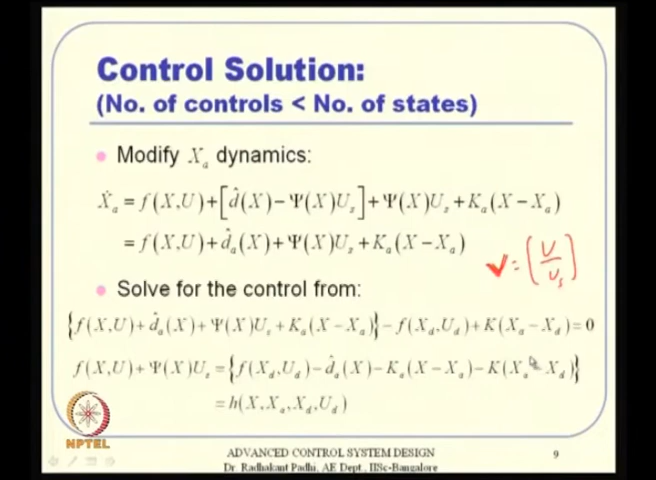 Control Solution:
(No. of controls < No. of states)
Modify X_a dynamics:
Ẋ_a = f(X,U)+[d̂(X)−Ψ(X)U_s]+Ψ(X)U_s+K_a(X−X_a)
= f(X,U)+d̂_a(X)+Ψ(X)U_s+K_a(X−X_a)
V = [U/U_s]
Solve for the control from:
{f(X,U)+d̂_a(X)+Ψ(X)U_s+K_a(X−X_a)}−f(X_d,U_d)+K(X_a−X_d)=0
f(X,U)+Ψ(X)U_s={f(X_d,U_d)−d̂_a(X)−K_a(X−X_a)−K(X_a−X_d)}
=h(X,X_a,X_d,U_d)
NPTEL
ADVANCED CONTROL SYSTEM DESIGN
Dr. Radhakant Padhi, AE Dept., IISc-Bangalore
9